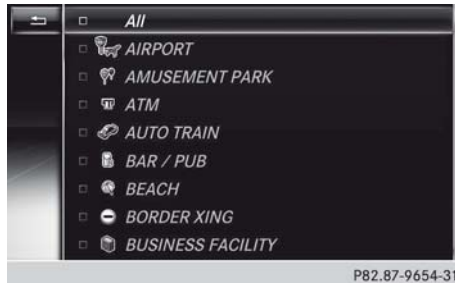 All
AIRPORT
AMUSEMENT PARK
ATM
AUTO TRAIN
BAR / PUB
BEACH
BORDER XING
BUSINESS FACILITY
P82.87-9654-31